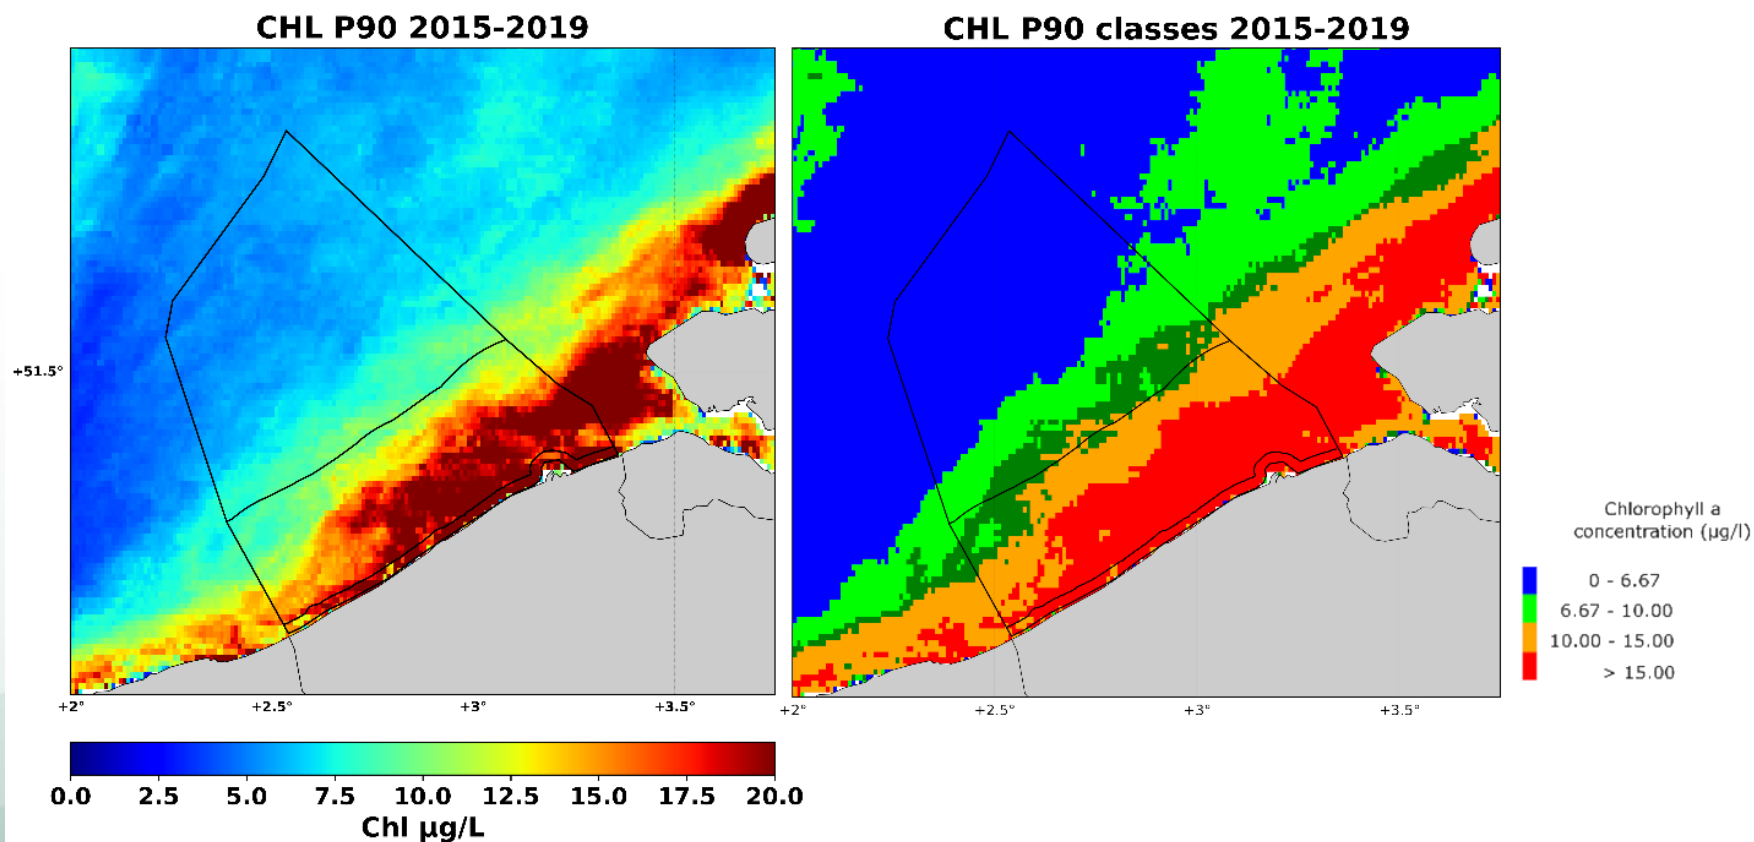 CHL P90 2015-2019
CHL P90 classes 2015-2019
+51.5°
+2° +2.5° +3° +3.5°
+2° +2.5° +3° +3.5°
0.0 2.5 5.0 7.5 10.0 12.5 15.0 17.5 20.0
Chl µg/L
Chlorophyll a
concentration (µg/l)
0 - 6.67
6.67 - 10.00
10.00 - 15.00
> 15.00